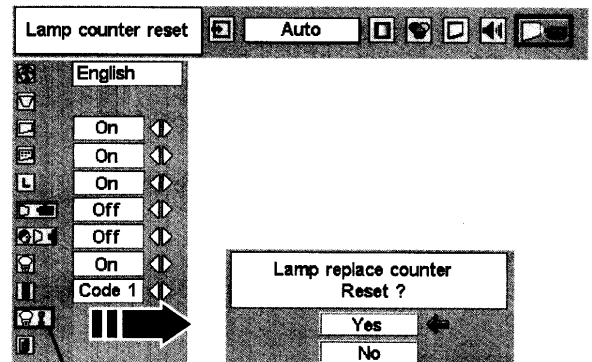 Lamp counter reset
Auto
English
On
On
On
Off
Off
On
Code 1
Lamp replace counter
Reset ?
Yes
No